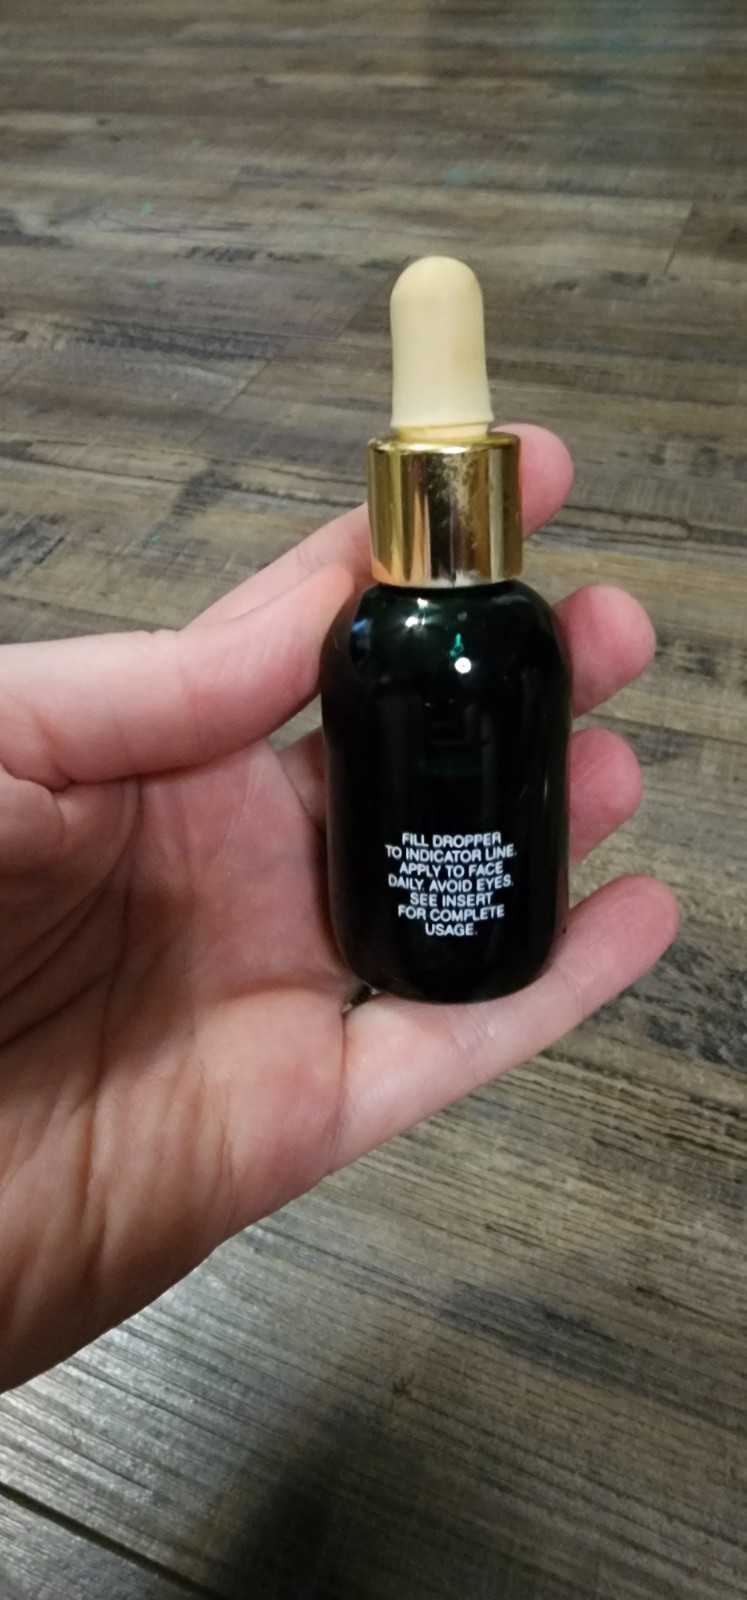 FILL DROPPER
TO INDICATOR LINE.
APPLY TO FACE
DAILY. AVOID EYES.
SEE INSERT
FOR COMPLETE
USAGE.